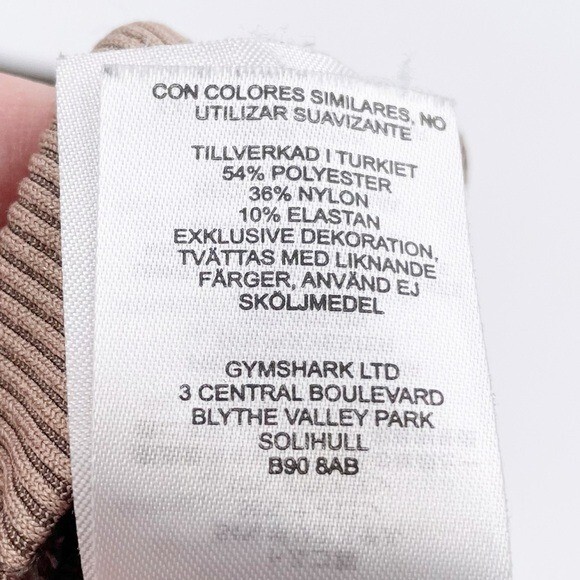 CON COLORES SIMILARES, NO
UTILIZAR SUAVIZANTE
TILLVERKAD I TURKIET
54% POLYESTER
36% NYLON
10% ELASTAN
EXKLUSIVE DEKORATION,
TVÄTTAS MED LIKNANDE
FÄRGER, ANVÄND EJ
SKÖLJMEDEL
GYMSHARK LTD
3 CENTRAL BOULEVARD
BLYTHE VALLEY PARK
SOLIHULL
B90 8AB